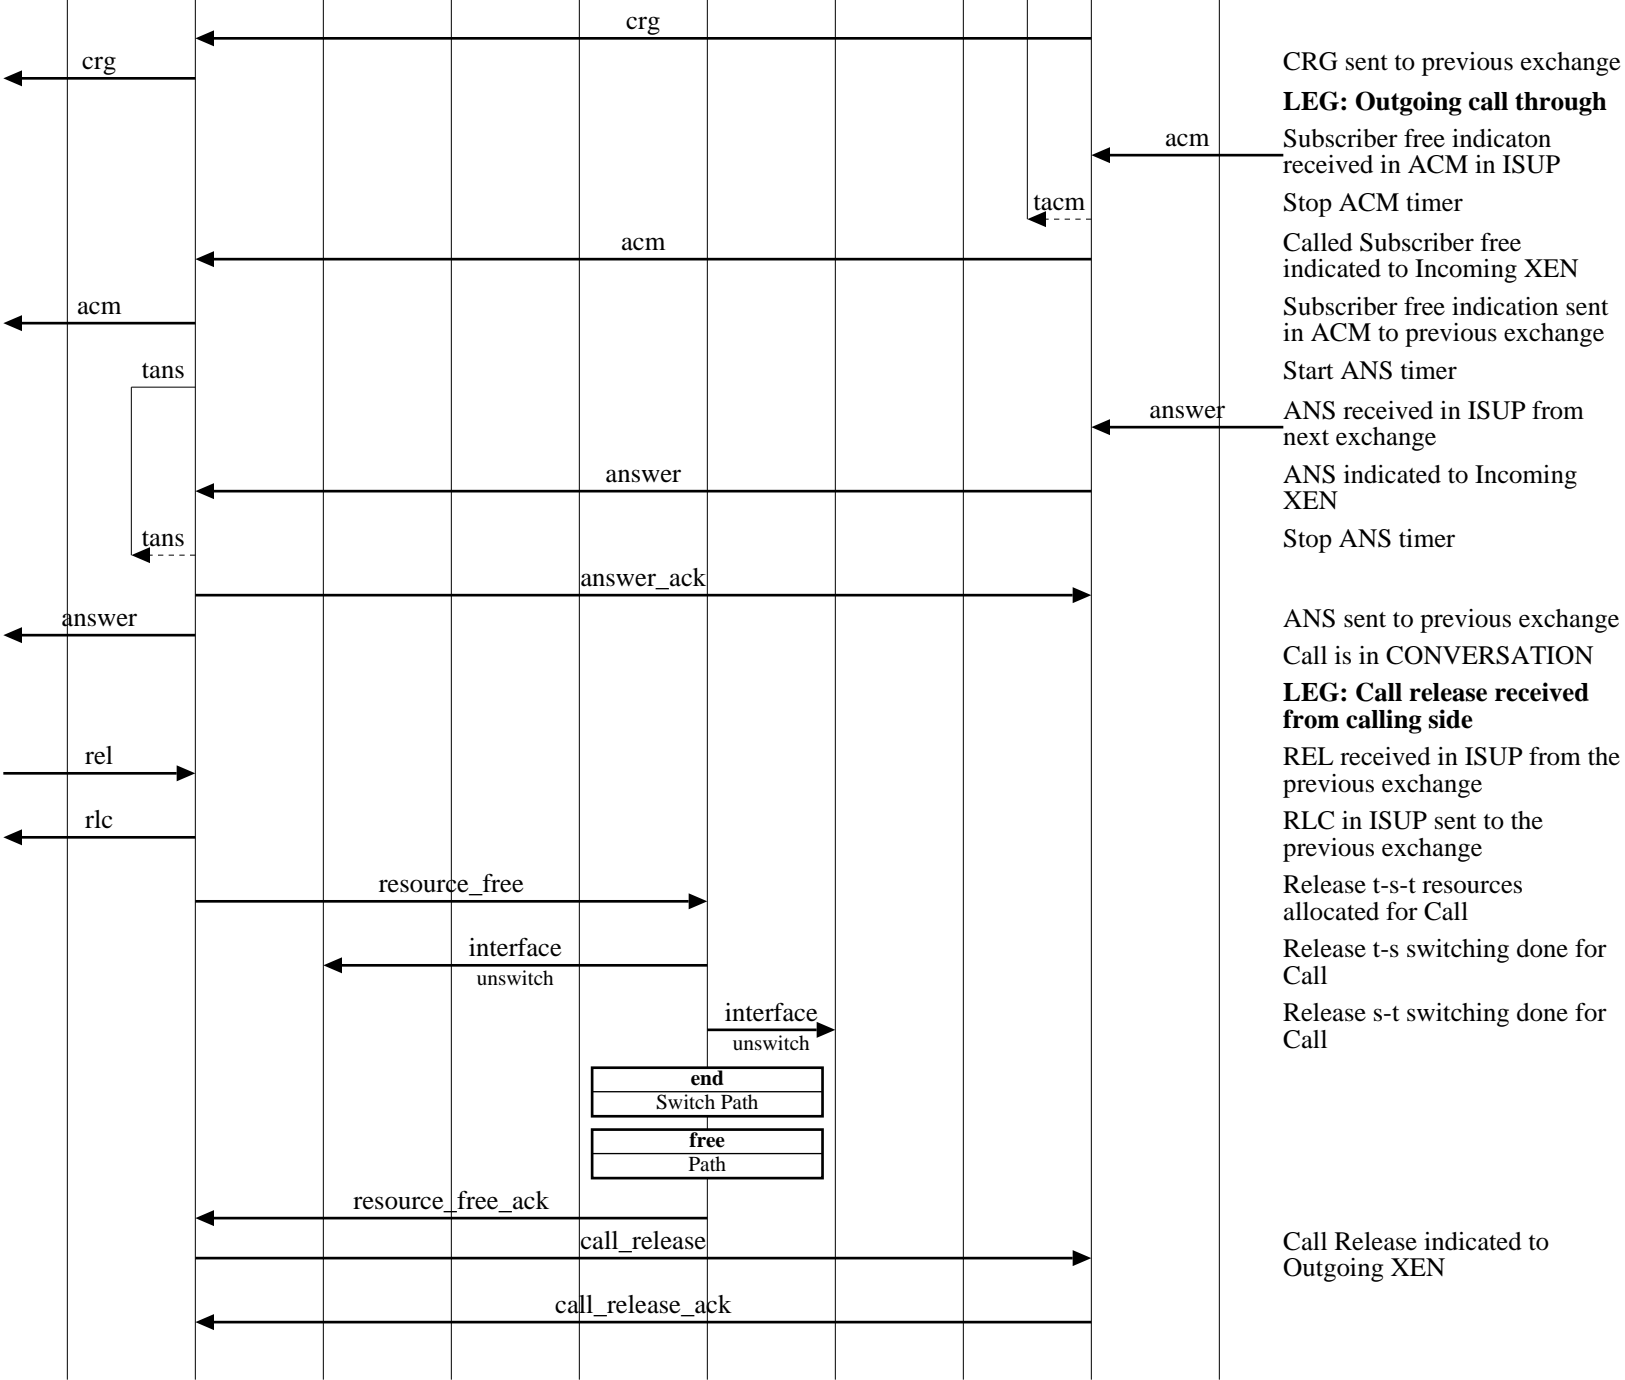 crg
crg
CRG sent to previous exchange
LEG: Outgoing call through
acm
Subscriber free indicaton
received in ACM in ISUP
tacm
Stop ACM timer
acm
Called Subscriber free
indicated to Incoming XEN
acm
Subscriber free indication sent
in ACM to previous exchange
tans
Start ANS timer
answer
ANS received in ISUP from
next exchange
answer
ANS indicated to Incoming
XEN
tans
Stop ANS timer
answer_ack
answer
ANS sent to previous exchange
Call is in CONVERSATION
LEG: Call release received
from calling side
rel
REL received in ISUP from the
previous exchange
rlc
RLC in ISUP sent to the
previous exchange
resource_free
Release t-s-t resources
allocated for Call
interface
unswitch
Release t-s switching done for
Call
interface
unswitch
Release s-t switching done for
Call
end
Switch Path
free
Path
resource_free_ack
call_release
Call Release indicated to
Outgoing XEN
call_release_ack